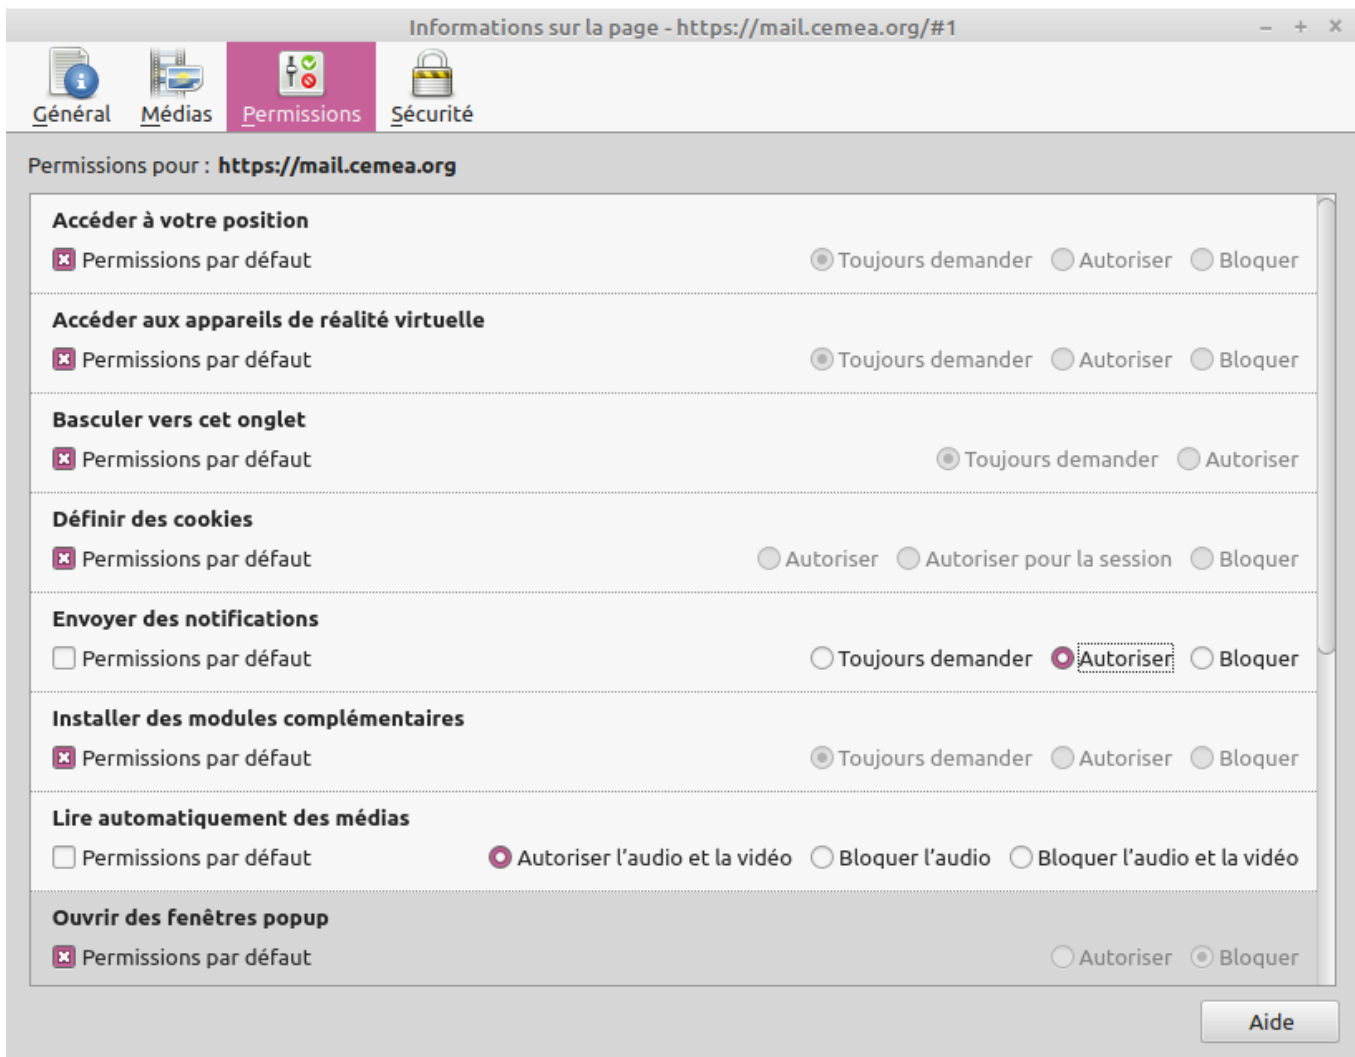 Informations sur la page - https://mail.cemea.org/#1
Général Médias Permissions Sécurité
Permissions pour : https://mail.cemea.org
Accéder à votre position
Permissions par défaut Toujours demander Autoriser Bloquer
Accéder aux appareils de réalité virtuelle
Permissions par défaut Toujours demander Autoriser Bloquer
Basculer vers cet onglet
Permissions par défaut Toujours demander Autoriser
Définir des cookies
Permissions par défaut Autoriser Autoriser pour la session Bloquer
Envoyer des notifications
Permissions par défaut Toujours demander Autoriser Bloquer
Installer des modules complémentaires
Permissions par défaut Toujours demander Autoriser Bloquer
Lire automatiquement des médias
Permissions par défaut Autoriser l’audio et la vidéo Bloquer l’audio Bloquer l’audio et la vidéo
Ouvrir des fenêtres popup
Permissions par défaut Autoriser Bloquer
Aide